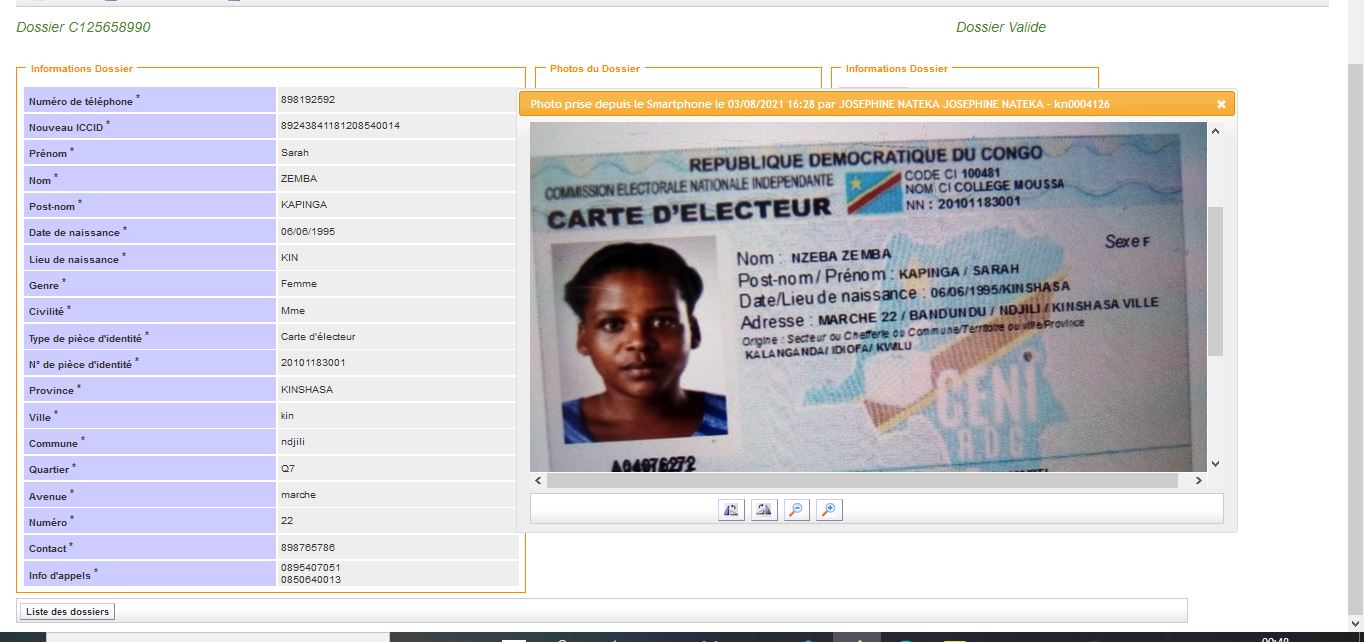 Dossier C125658990
Dossier Valide
Informations Dossier
Photos du Dossier
Informations Dossier
Numéro de téléphone * 898192592
Nouveau ICCID * 89243841181208540014
Prénom * Sarah
Nom * ZEMBA
Post-nom * KAPINGA
Date de naissance * 06/06/1995
Lieu de naissance * KIN
Genre * Femme
Civilité * Mme
Type de pièce d'identité * Carte d'électeur
N° de pièce d'identité * 20101183001
Province * KINSHASA
Ville * kin
Commune * ndjili
Quartier * Q7
Avenue * marche
Numéro * 22
Contact * 898765786
Info d'appels * 0895407051
0850640013
Liste des dossiers
Photo prise depuis le Smartphone le 03/08/2021 16:28 par JOSEPHINE NATEKA JOSEPHINE NATEKA - kn0004126
REPUBLIQUE DEMOCRATIQUE DU CONGO
COMMISSION ELECTORALE NATIONALE INDEPENDANTE
CARTE D'ELECTEUR
CODE CI 100481
NOM CI COLLEGE MOUSSA
NN : 20101183001
Sexe F
Nom : NZEBA ZEMBA
Post-nom / Prénom : KAPINGA / SARAH
Date/Lieu de naissance : 06/06/1995/KINSHASA
Adresse : MARCHE 22 / BANDUNDU / NDJILI / KINSHASA VILLE
Origine : Secteur ou Chefferie ou Commune/Territoire ou ville/Province
KALANGANDA/ IDIOFA/ KWILU
CENI
R.D.C
A04976272